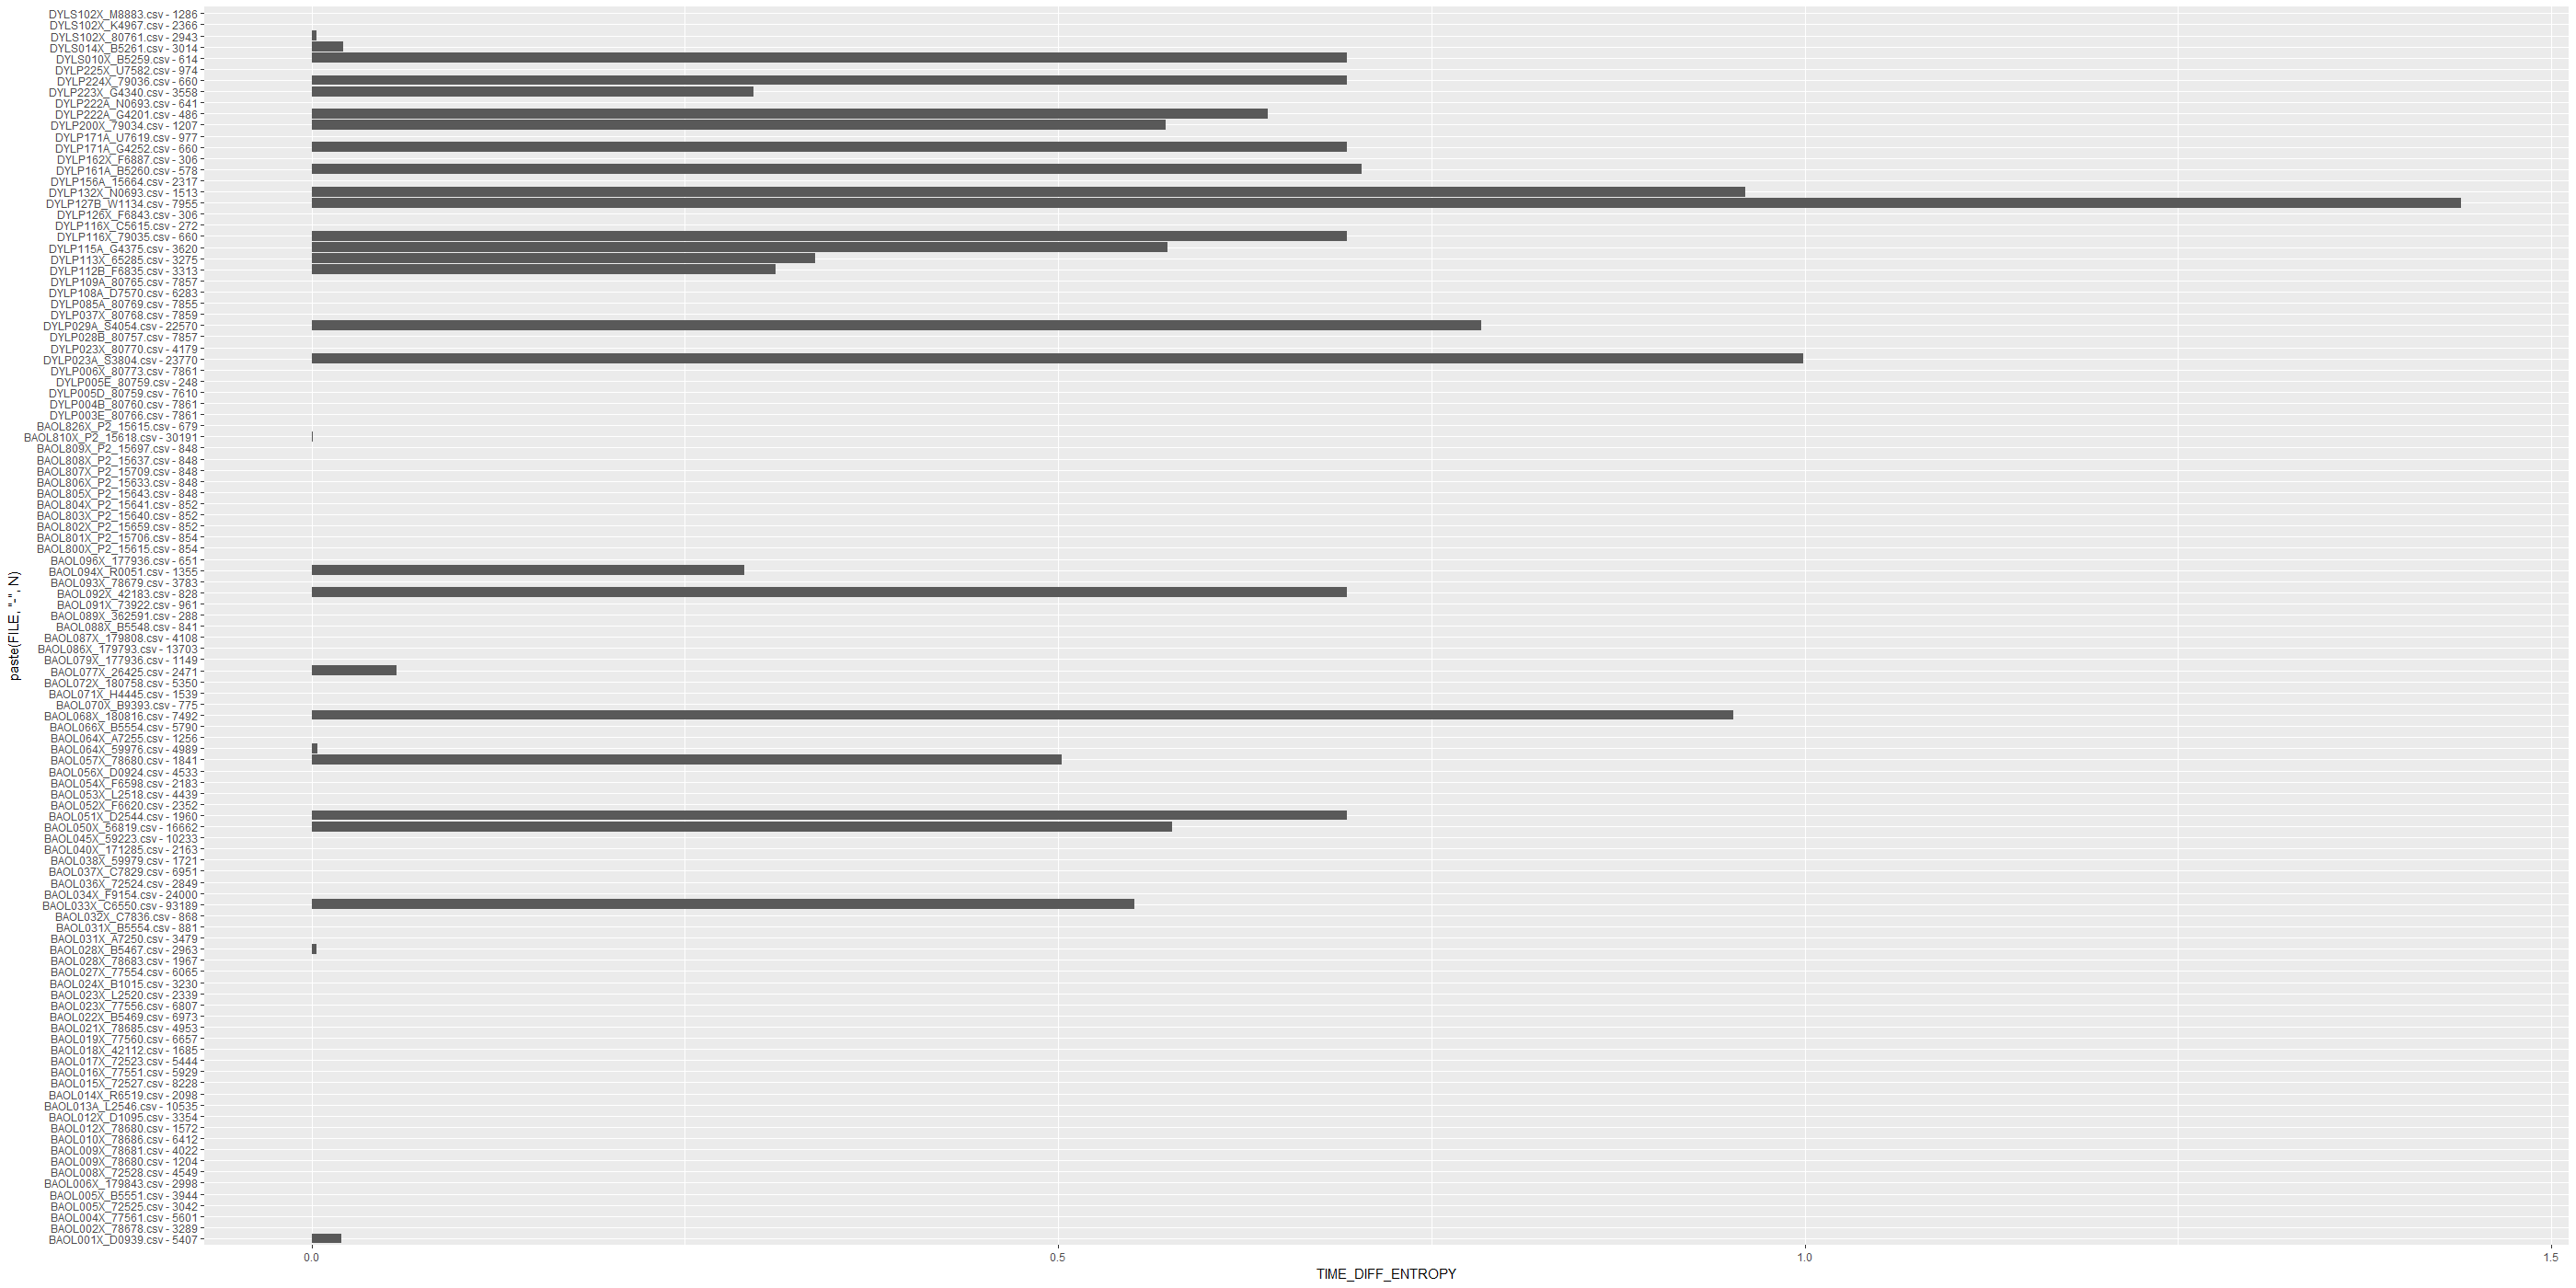 DYLS102X_M8883.csv - 1286
DYLS102X_K4967.csv - 2366
DYLS102X_80761.csv - 2943
DYLS014X_B5261.csv - 3014
DYLS010X_B5259.csv - 614
DYLP225X_U7582.csv - 974
DYLP224X_79036.csv - 660
DYLP223X_G4340.csv - 3558
DYLP222A_N0693.csv - 641
DYLP222A_G4201.csv - 486
DYLP200X_79034.csv - 1207
DYLP171A_U7619.csv - 977
DYLP171A_G4252.csv - 660
DYLP162X_F6887.csv - 306
DYLP161A_B5260.csv - 578
DYLP156A_15664.csv - 2317
DYLP132X_N0693.csv - 1513
DYLP127B_W1134.csv - 7955
DYLP126X_F6843.csv - 306
DYLP116X_C5615.csv - 272
DYLP116X_79035.csv - 660
DYLP115A_G4375.csv - 3620
DYLP113X_65285.csv - 3275
DYLP112B_F6835.csv - 3313
DYLP109A_80765.csv - 7857
DYLP108A_D7570.csv - 6283
DYLP085A_80769.csv - 7855
DYLP037X_80768.csv - 7859
DYLP029A_S4054.csv - 22570
DYLP028B_80757.csv - 7857
DYLP023X_80770.csv - 4179
DYLP023A_S3804.csv - 23770
DYLP006X_80773.csv - 7861
DYLP005E_80759.csv - 248
DYLP005D_80759.csv - 7610
DYLP004B_80760.csv - 7861
DYLP003E_80766.csv - 7861
BAOL826X_P2_15615.csv - 679
BAOL810X_P2_15618.csv - 30191
BAOL809X_P2_15697.csv - 848
BAOL808X_P2_15637.csv - 848
BAOL807X_P2_15709.csv - 848
BAOL806X_P2_15633.csv - 848
BAOL805X_P2_15643.csv - 848
BAOL804X_P2_15641.csv - 852
BAOL803X_P2_15640.csv - 852
BAOL802X_P2_15659.csv - 852
BAOL801X_P2_15706.csv - 854
BAOL800X_P2_15615.csv - 854
BAOL096X_177936.csv - 651
BAOL094X_R0051.csv - 1355
BAOL093X_78679.csv - 3783
BAOL092X_42183.csv - 828
BAOL091X_73922.csv - 961
BAOL089X_362591.csv - 288
BAOL088X_B5548.csv - 841
BAOL087X_179808.csv - 4108
BAOL086X_179793.csv - 13703
BAOL079X_177936.csv - 1149
BAOL077X_26425.csv - 2471
BAOL072X_180758.csv - 5350
BAOL071X_H4445.csv - 1539
BAOL070X_B9393.csv - 775
BAOL068X_180816.csv - 7492
BAOL066X_B5554.csv - 5790
BAOL064X_A7255.csv - 1256
BAOL064X_59976.csv - 4989
BAOL057X_78680.csv - 1841
BAOL056X_D0924.csv - 4533
BAOL054X_F6598.csv - 2183
BAOL053X_L2518.csv - 4439
BAOL052X_F6620.csv - 2352
BAOL051X_D2544.csv - 1960
BAOL050X_56819.csv - 16662
BAOL045X_59223.csv - 10233
BAOL040X_171285.csv - 2163
BAOL038X_59979.csv - 1721
BAOL037X_C7829.csv - 6951
BAOL036X_72524.csv - 2849
BAOL034X_F9154.csv - 24000
BAOL033X_C6550.csv - 93189
BAOL032X_C7836.csv - 868
BAOL031X_B5554.csv - 881
BAOL031X_A7250.csv - 3479
BAOL028X_B5467.csv - 2963
BAOL028X_78683.csv - 1967
BAOL027X_77554.csv - 6065
BAOL024X_B1015.csv - 3230
BAOL023X_L2520.csv - 2339
BAOL023X_77556.csv - 6807
BAOL022X_B5469.csv - 6973
BAOL021X_78685.csv - 4953
BAOL019X_77560.csv - 6657
BAOL018X_42112.csv - 1685
BAOL017X_72523.csv - 5444
BAOL016X_77551.csv - 5929
BAOL015X_72527.csv - 8228
BAOL014X_R6519.csv - 2098
BAOL013A_L2546.csv - 10535
BAOL012X_D1095.csv - 3354
BAOL012X_78680.csv - 1572
BAOL010X_78686.csv - 6412
BAOL009X_78681.csv - 4022
BAOL009X_78680.csv - 1204
BAOL008X_72528.csv - 4549
BAOL006X_179843.csv - 2998
BAOL005X_B5551.csv - 3944
BAOL005X_72525.csv - 3042
BAOL004X_77561.csv - 5601
BAOL002X_78678.csv - 3289
BAOL001X_D0939.csv - 5407
paste(FILE, "-", N)
0.0 0.5 1.0 1.5
TIME_DIFF_ENTROPY